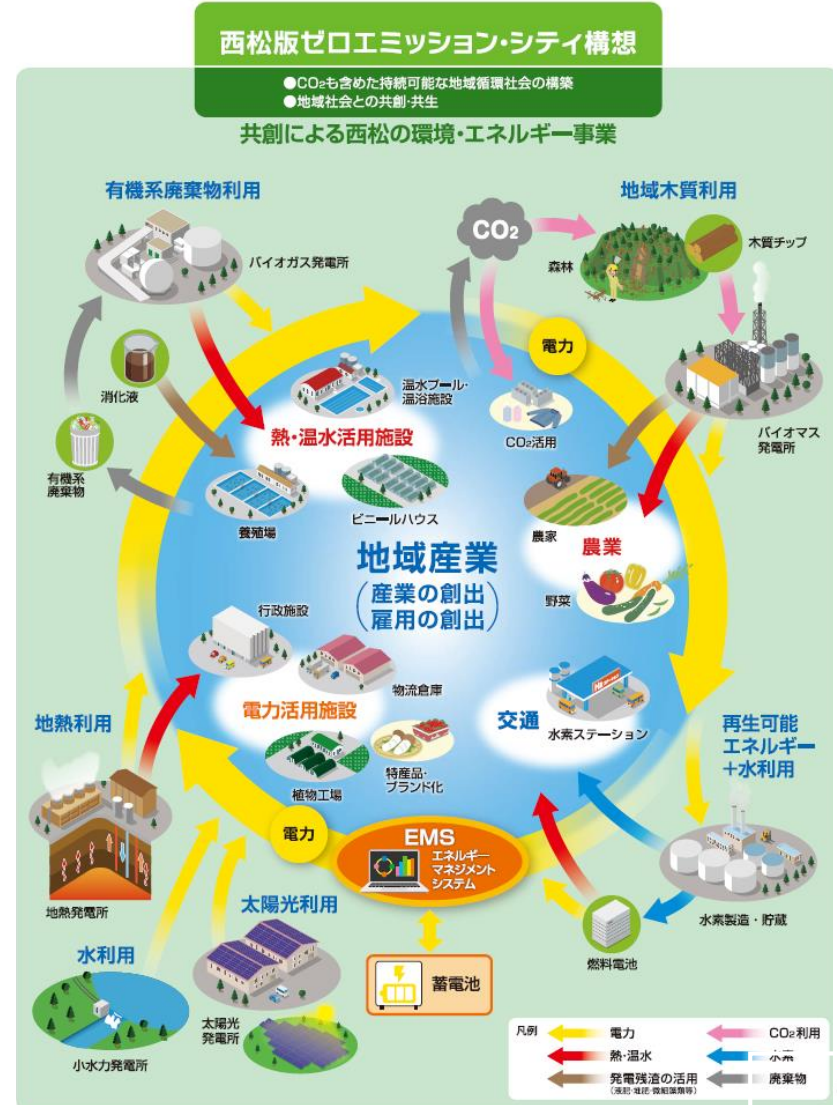 西松版ゼロエミッション・シティ構想
●CO₂も含めた持続可能な地域循環社会の構築
●地域社会との共創・共生
共創による西松の環境・エネルギー事業
有機系廃棄物利用
バイオガス発電所
消化液
有機系
廃棄物
CO₂
地域木質利用
森林
木質チップ
バイオマス
発電所
電力
温水プール・
温浴施設
熱・温水活用施設
養殖場
ビニールハウス
CO₂活用
農家
農業
野菜
地域産業
(産業の創出
雇用の創出)
行政施設
物流倉庫
電力活用施設
植物工場
特産品・
ブランド化
交通
水素ステーション
地熱利用
地熱発電所
水利用
小水力発電所
太陽光利用
太陽光
発電所
電力
EMS
エネルギー
マネジメント
システム
蓄電池
再生可能
エネルギー
+水利用
水素製造・貯蔵
燃料電池
凡例
電力
CO₂利用
熱・温水
水素
発電残渣の活用
(液肥・堆肥・微細藻類等)
廃棄物